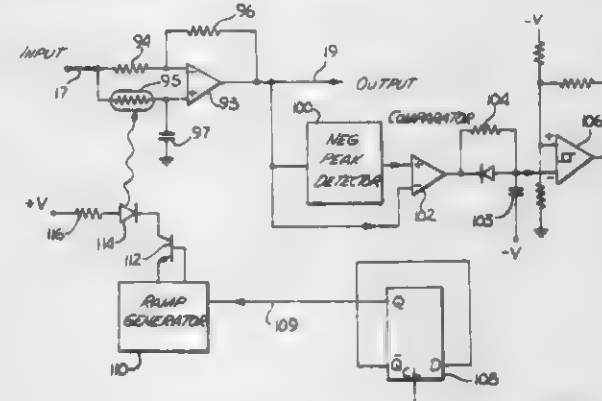 96
-V
94
INPUT
19
17
95
93
OUTPUT
100
COMPARATOR
104
106
97
NEG
PEAK
DETECTOR
+
-
102
103
+V
116
114
112
-V
RAMP
GENERATOR
109
Q
Q̄
D
C
108
110